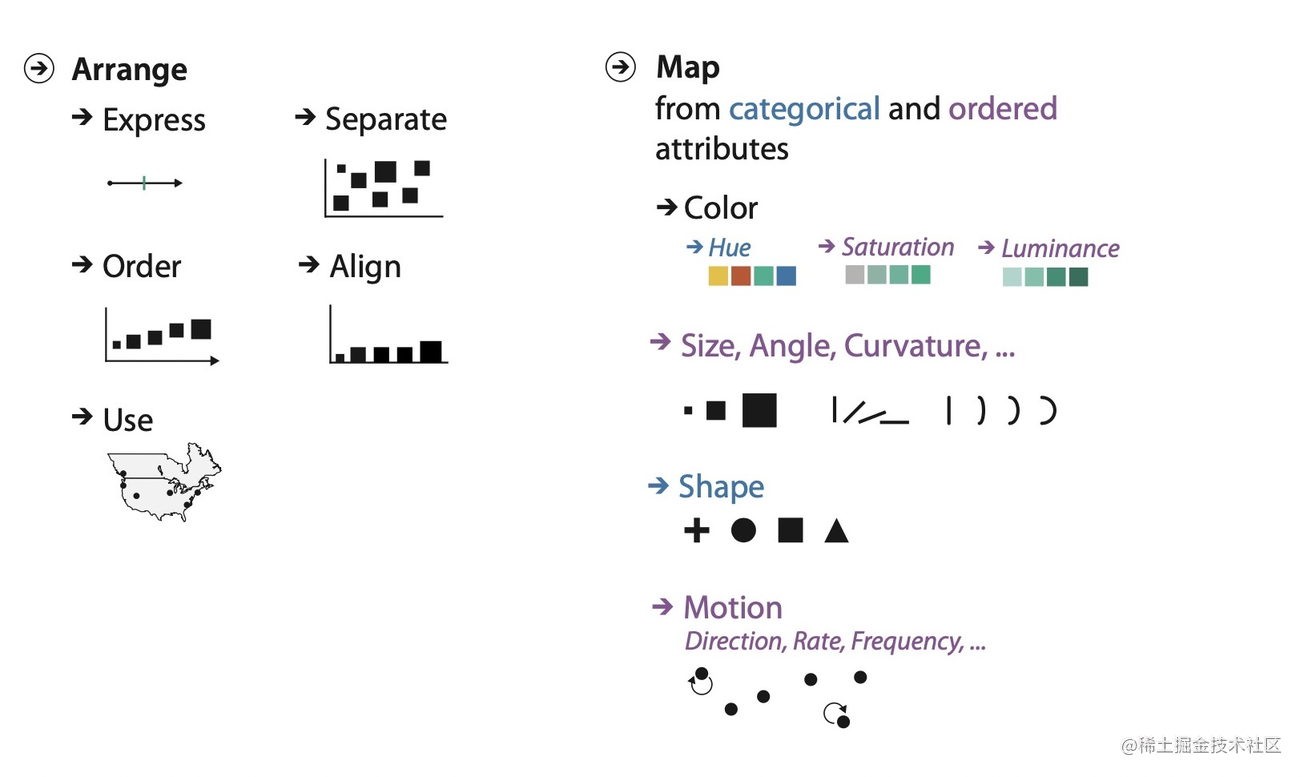 Arrange
Express
Separate
Order
Align
Use
Map
from categorical and ordered
attributes
Color
Hue
Saturation
Luminance
Size, Angle, Curvature, ...
Shape
Motion
Direction, Rate, Frequency, ...
@稀土掘金技术社区